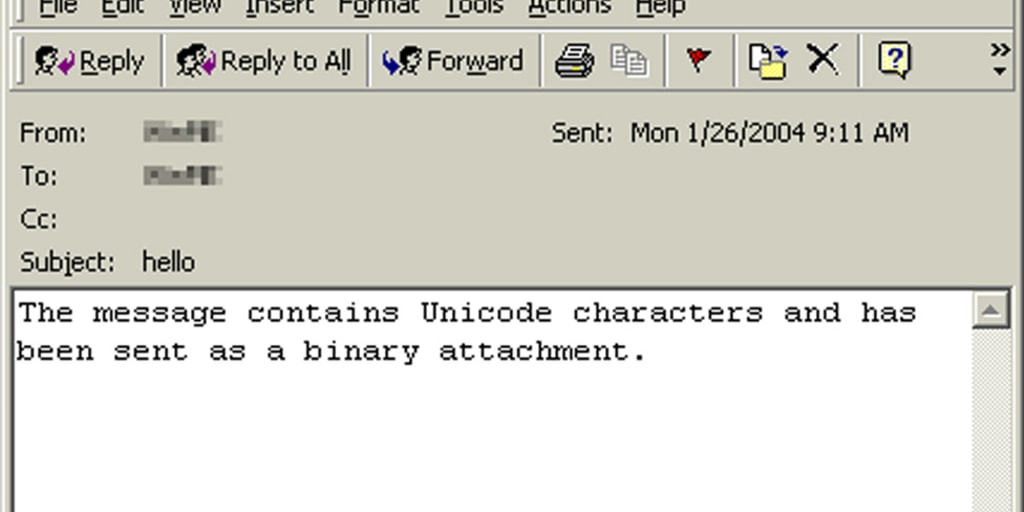 File Edit View Insert Format Tools Actions Help
Reply Reply to All Forward
From: Sent: Mon 1/26/2004 9:11 AM
To:
Cc:
Subject: hello
The message contains Unicode characters and has
been sent as a binary attachment.